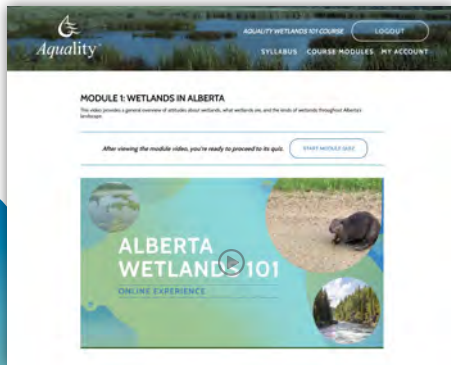 AQUALITY WETLANDS 101 COURSE
LOGOUT
Aquality
SYLLABUS COURSE MODULES MY ACCOUNT
MODULE 1: WETLANDS IN ALBERTA
This video provides a general overview of attitudes about wetlands, what wetlands are, and the kinds of wetlands throughout Alberta's
landscape.
After viewing the module video, you're ready to proceed to its quiz.
START MODULE QUIZ
ALBERTA
WETLANDS 101
ONLINE EXPERIENCE